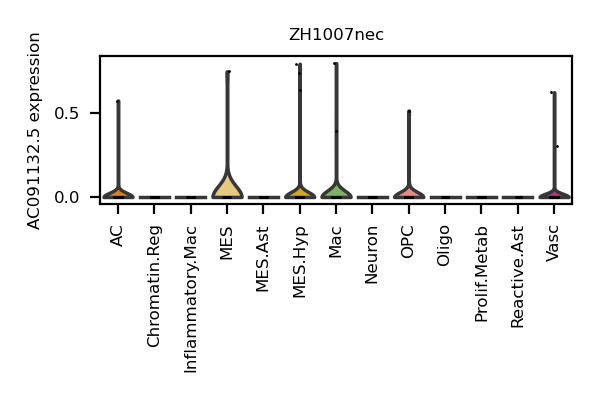 ZH1007nec
AC091132.5 expression
0.5
0.0
AC
Chromatin.Reg
Inflammatory.Mac
MES
MES.Ast
MES.Hyp
Mac
Neuron
OPC
Oligo
Prolif.Metab
Reactive.Ast
Vasc